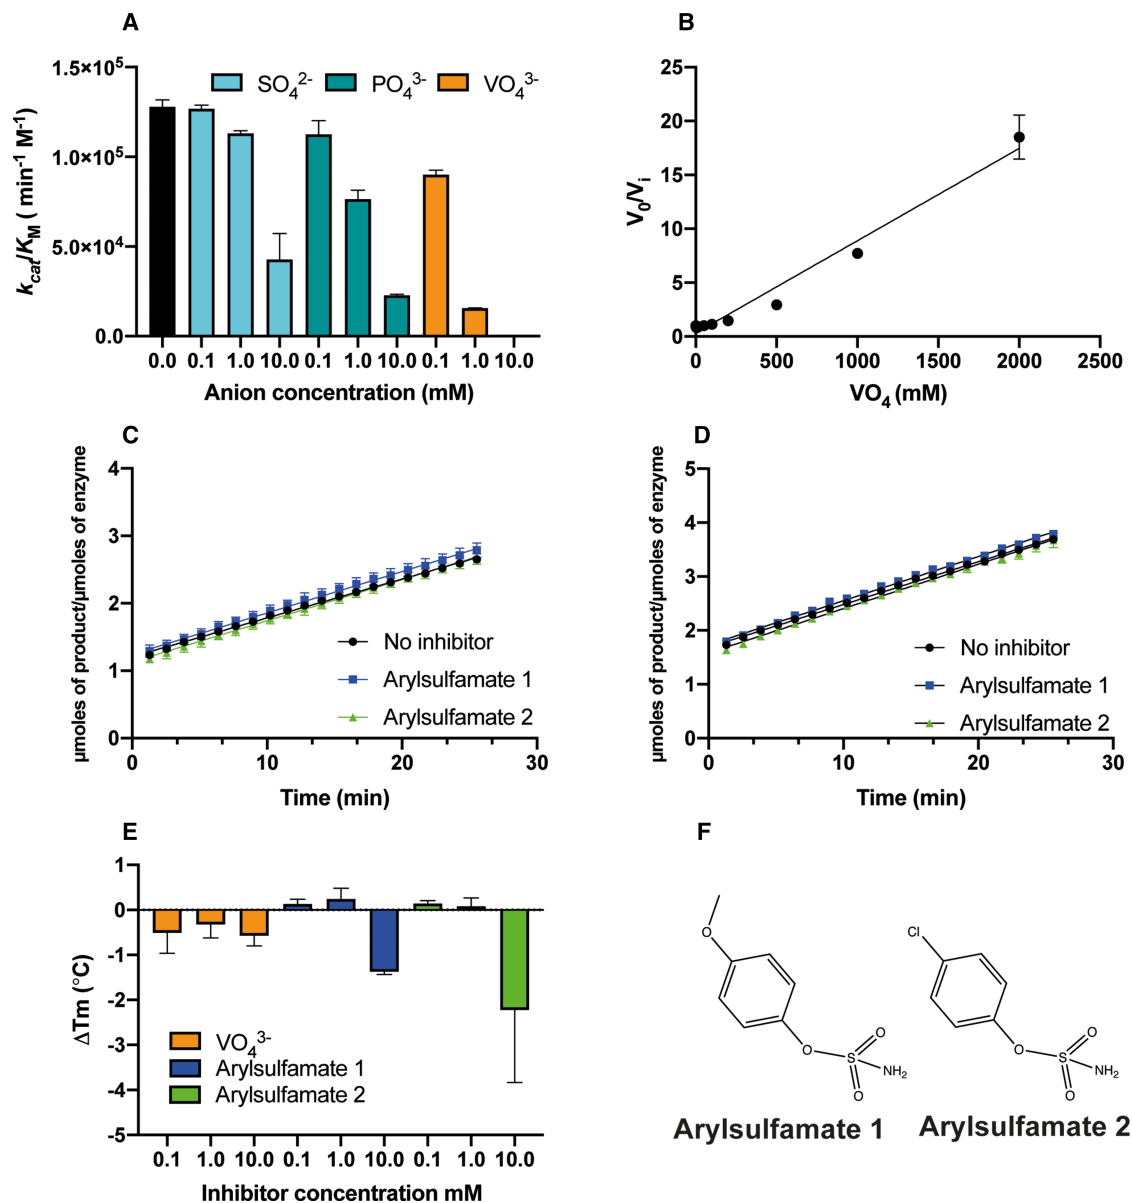 A
1.5×10⁵
1.0×10⁵
5.0×10⁴
0.0
k_cat/K_M ( min⁻¹ M⁻¹)
SO₄²⁻ PO₄³⁻ VO₄³⁻
0.0 0.1 1.0 10.0 0.1 1.0 10.0 0.1 1.0 10.0
Anion concentration (mM)
B
25
20
15
10
5
0
V₀/Vᵢ
0 500 1000 1500 2000 2500
VO₄ (mM)
C
4
3
2
1
0
µmoles of product/µmoles of enzyme
No inhibitor
Arylsulfamate 1
Arylsulfamate 2
0 10 20 30
Time (min)
D
5
4
3
2
1
0
µmoles of product/µmoles of enzyme
No inhibitor
Arylsulfamate 1
Arylsulfamate 2
0 10 20 30
Time (min)
E
1
0
-1
-2
-3
-4
-5
ΔTm (°C)
VO₄³⁻
Arylsulfamate 1
Arylsulfamate 2
0.1 1.0 10.0 0.1 1.0 10.0 0.1 1.0 10.0
Inhibitor concentration mM
F
O
O
O
S
NH₂
O
Arylsulfamate 1
Cl
O
O
S
NH₂
O
Arylsulfamate 2